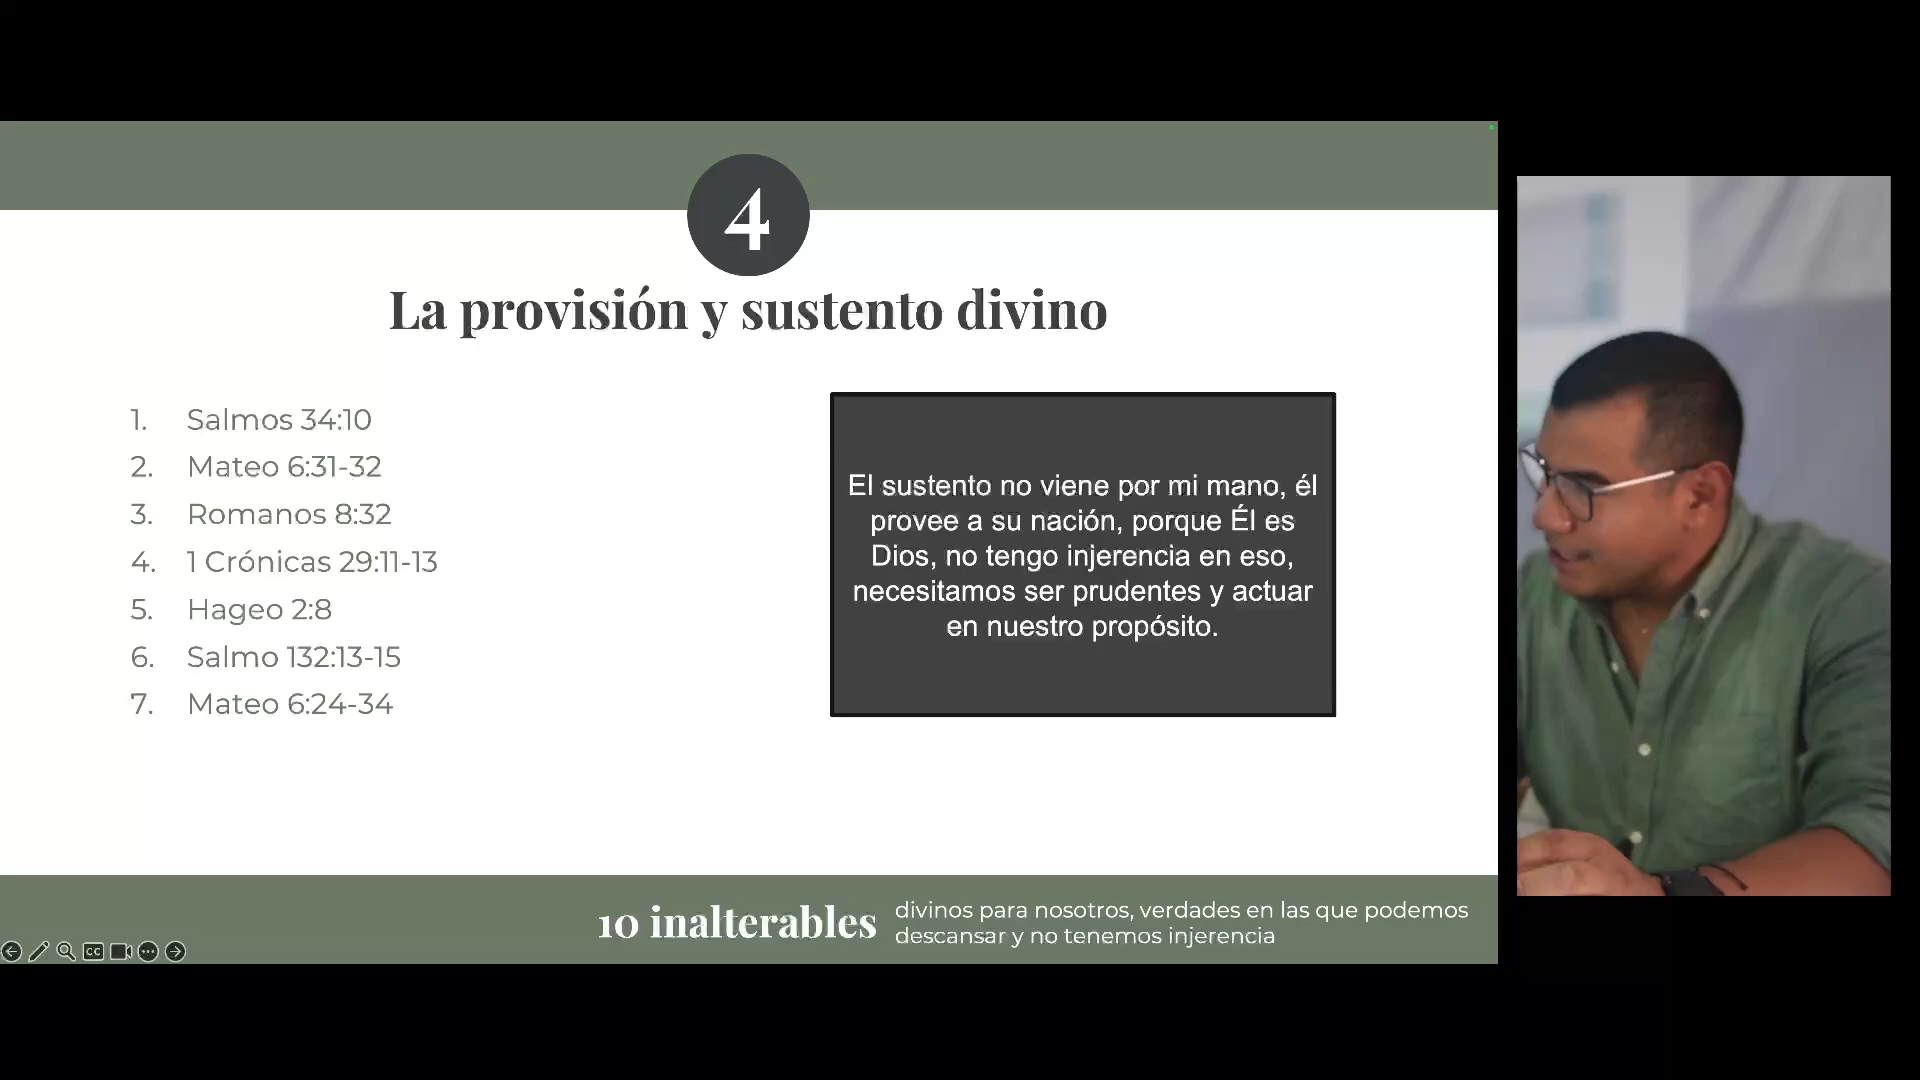 4
La provisión y sustento divino
1. Salmos 34:10
2. Mateo 6:31-32
3. Romanos 8:32
4. 1 Crónicas 29:11-13
5. Hageo 2:8
6. Salmo 132:13-15
7. Mateo 6:24-34
El sustento no viene por mi mano, él
provee a su nación, porque Él es
Dios, no tengo injerencia en eso,
necesitamos ser prudentes y actuar
en nuestro propósito.
10 inalterables
divinos para nosotros, verdades en las que podemos
descansar y no tenemos injerencia
CC